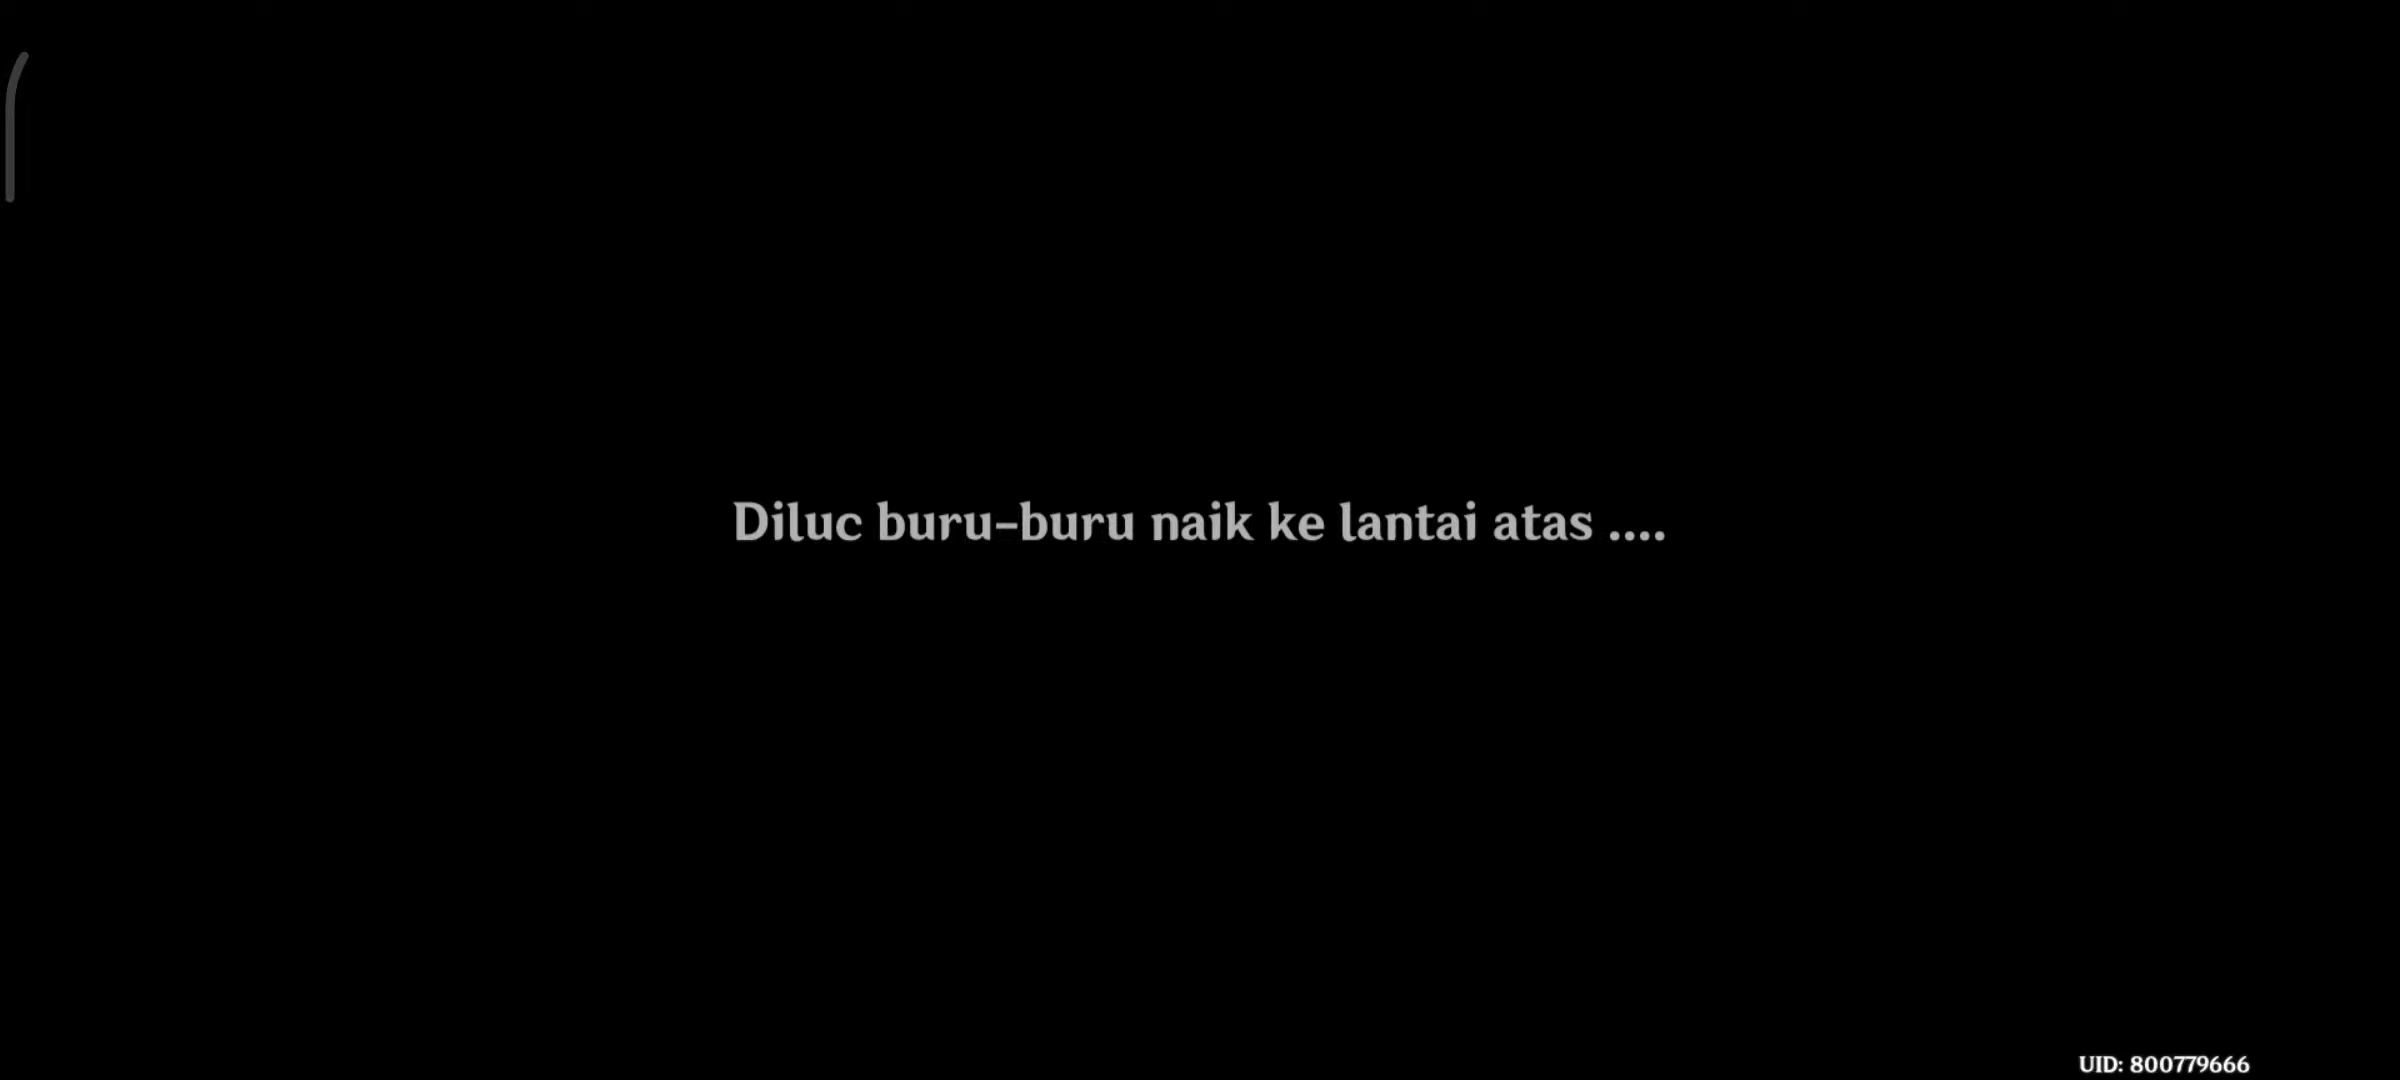 Diluc buru-buru naik ke lantai atas ....
UID: 800779666